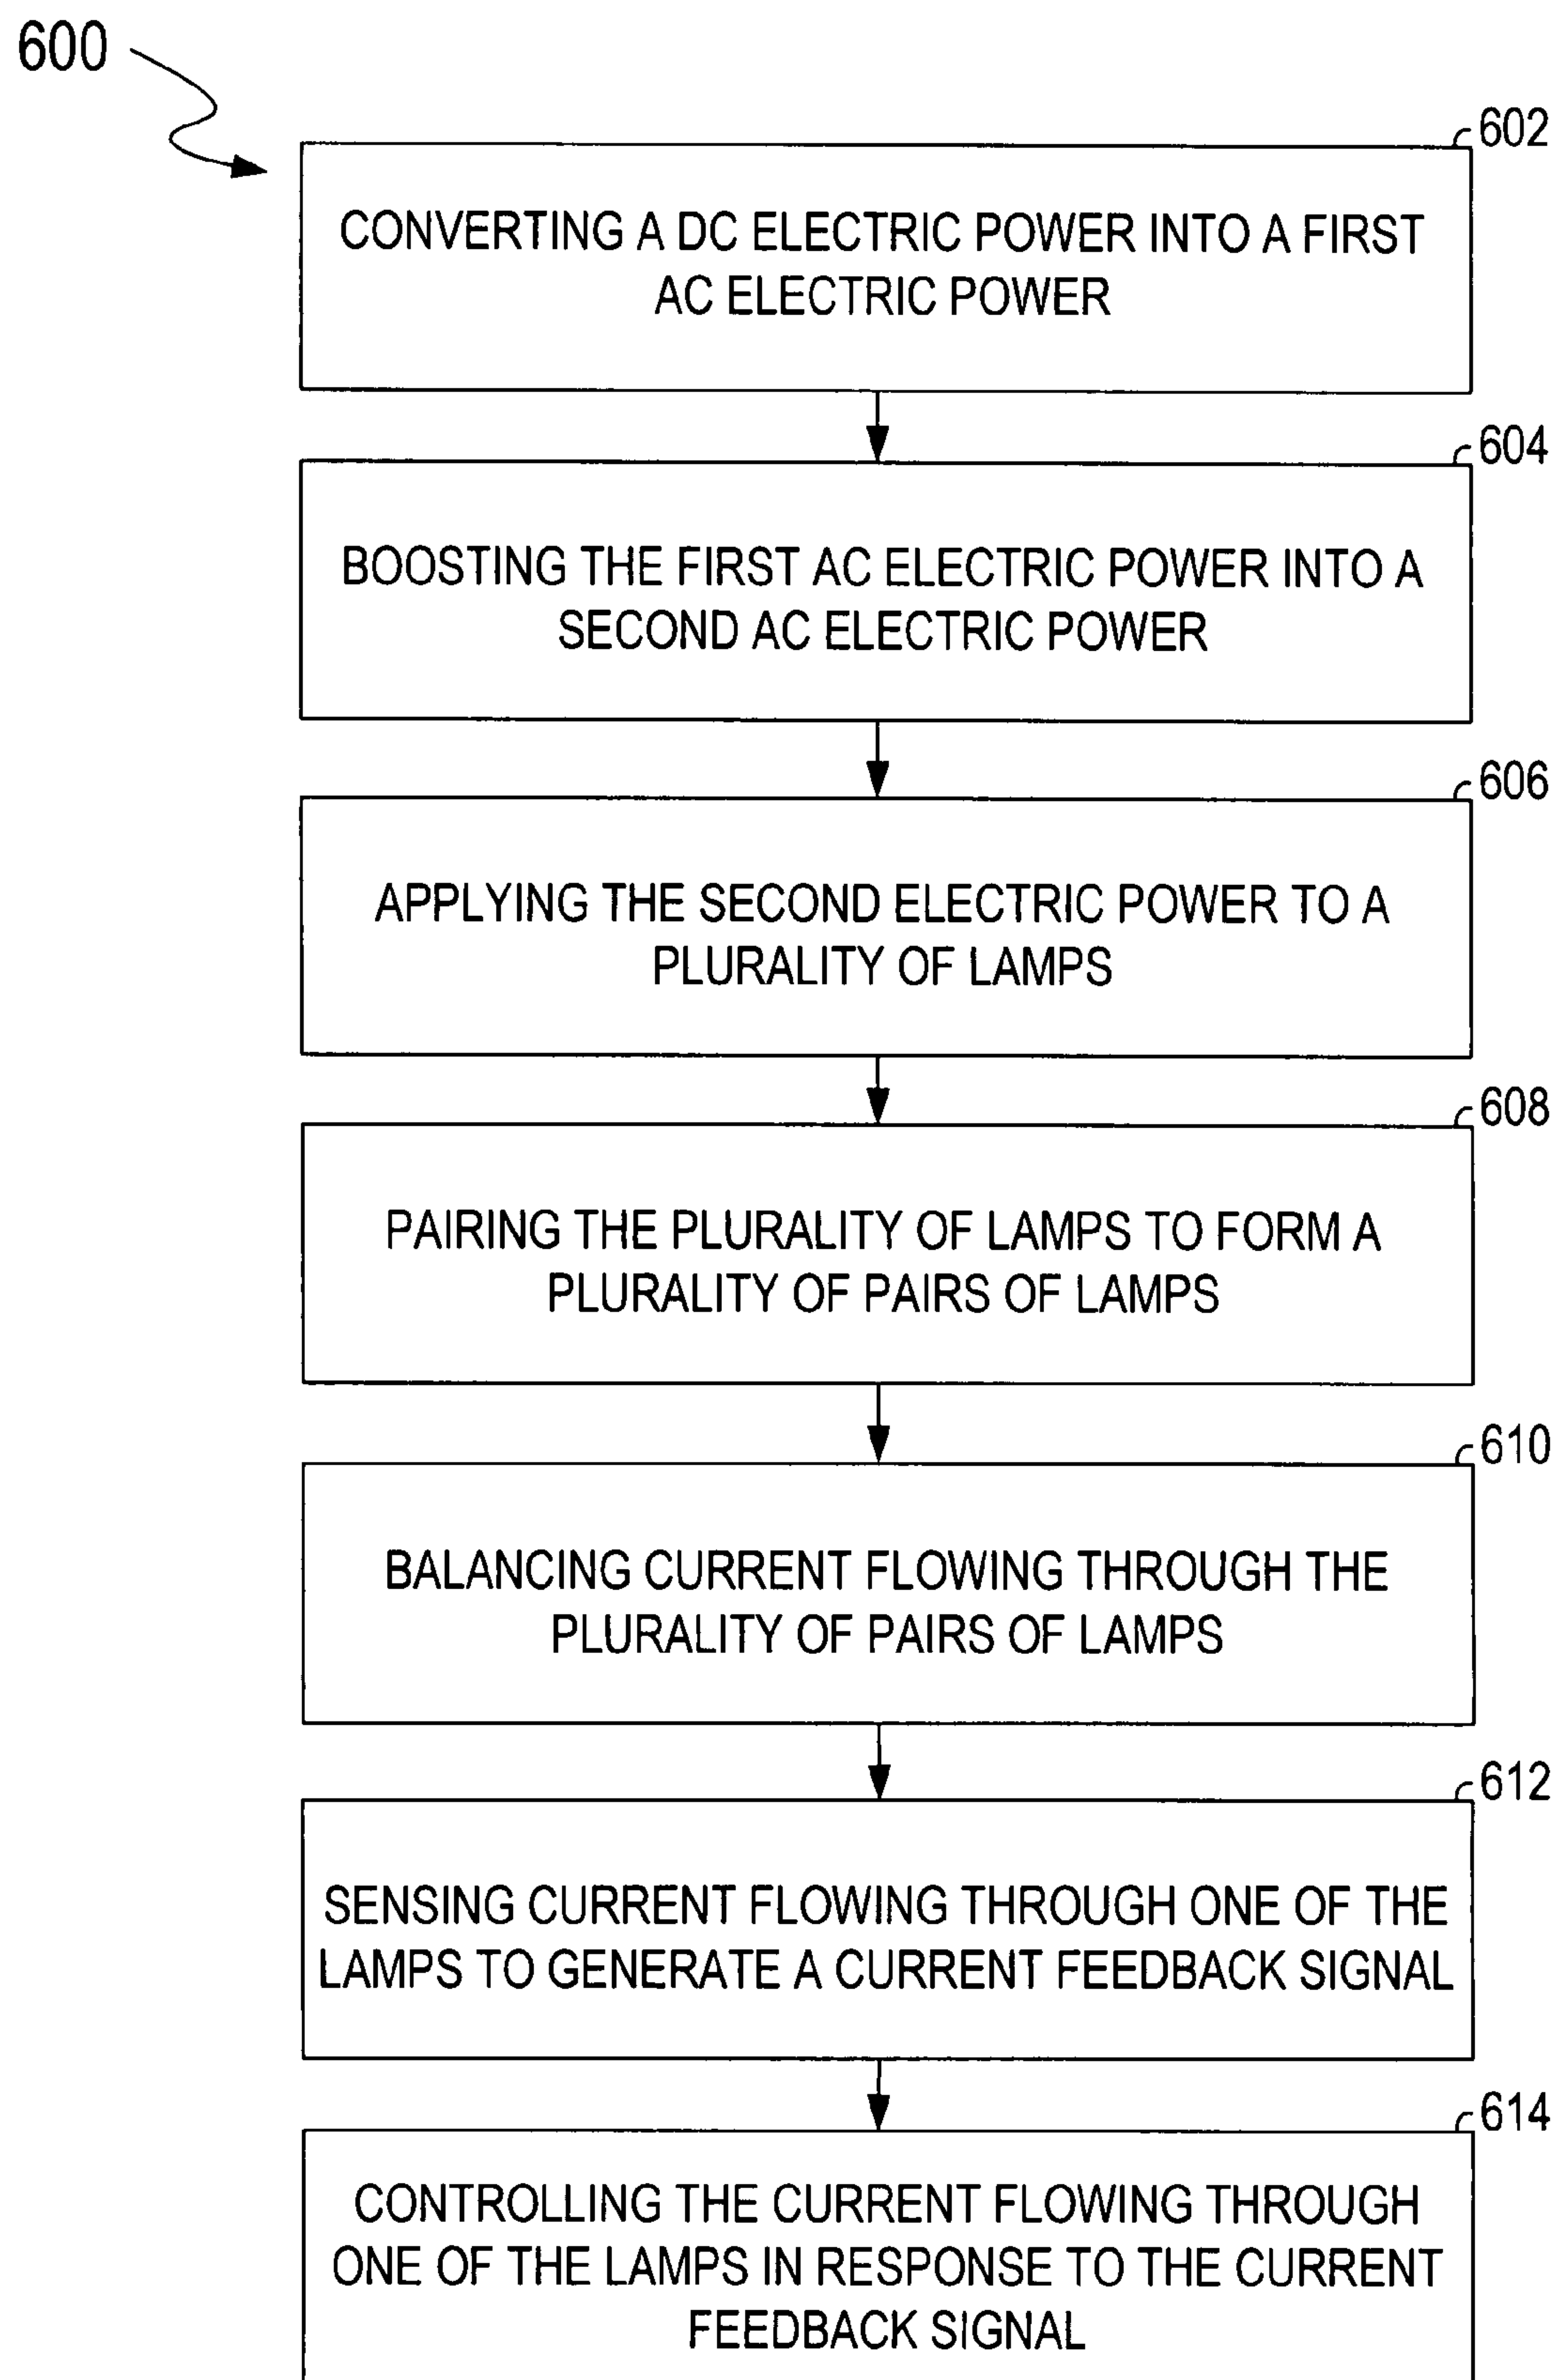 600
602
CONVERTING A DC ELECTRIC POWER INTO A FIRST
AC ELECTRIC POWER
604
BOOSTING THE FIRST AC ELECTRIC POWER INTO A
SECOND AC ELECTRIC POWER
606
APPLYING THE SECOND ELECTRIC POWER TO A
PLURALITY OF LAMPS
608
PAIRING THE PLURALITY OF LAMPS TO FORM A
PLURALITY OF PAIRS OF LAMPS
610
BALANCING CURRENT FLOWING THROUGH THE
PLURALITY OF PAIRS OF LAMPS
612
SENSING CURRENT FLOWING THROUGH ONE OF THE
LAMPS TO GENERATE A CURRENT FEEDBACK SIGNAL
614
CONTROLLING THE CURRENT FLOWING THROUGH
ONE OF THE LAMPS IN RESPONSE TO THE CURRENT
FEEDBACK SIGNAL